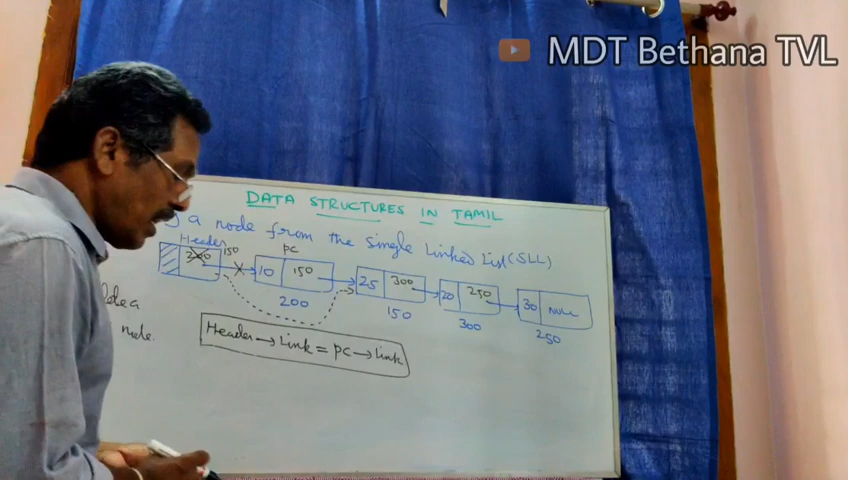 MDT Bethana TVL
DATA STRUCTURES IN TAMIL
a node from the Single Linked List (SLL)
Header 150 PC
200 10 150 25 300 20 250 30 NULL
200 150 300 250
node.
Header → Link = PC → Link